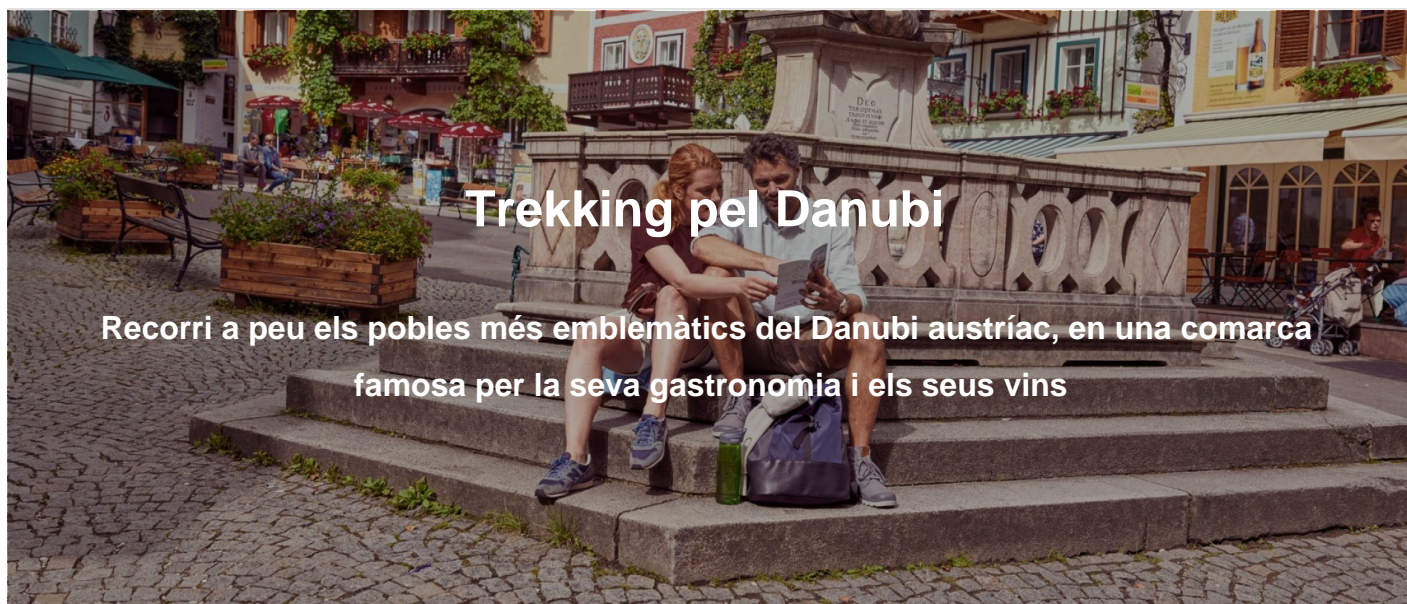 DEO
Trekking pel Danubi
Recorri a peu els pobles més emblemàtics del Danubi austríac, en una comarca
famosa per la seva gastronomia i els seus vins